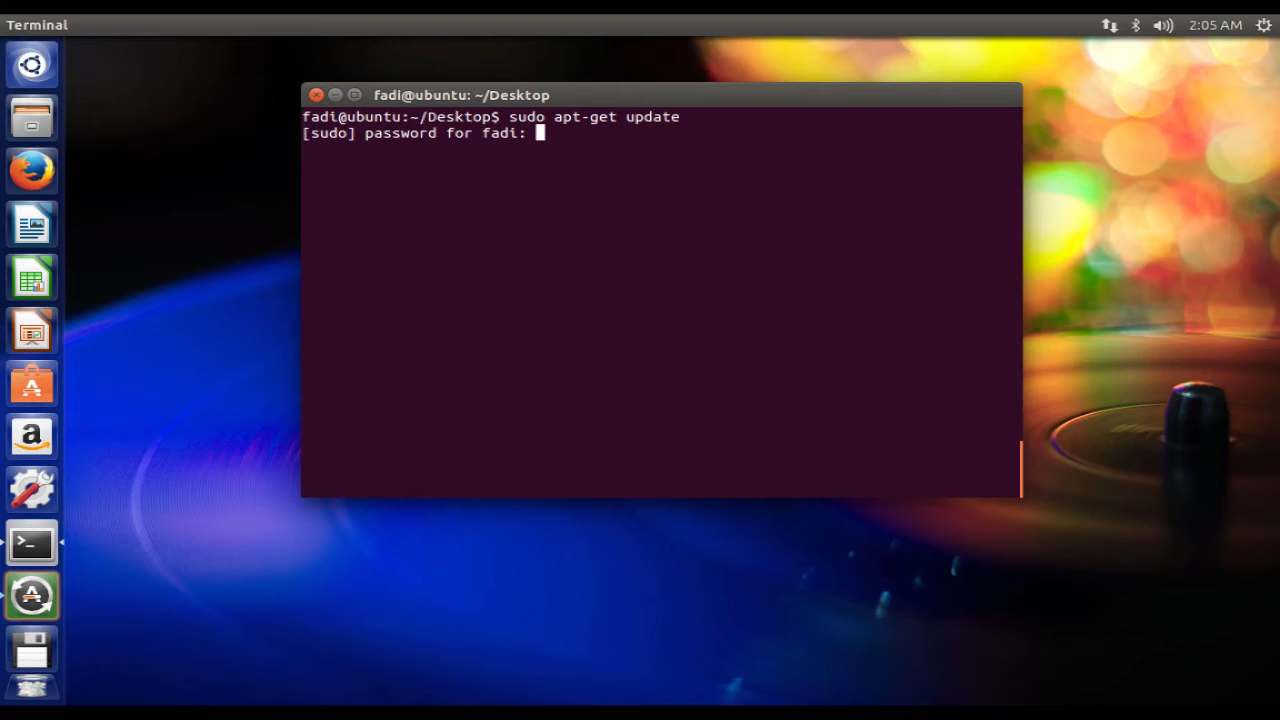 Terminal
2:05 AM
fadi@ubuntu: ~/Desktop
fadi@ubuntu:~/Desktop$ sudo apt-get update
[sudo] password for fadi: